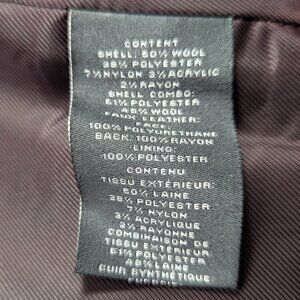 CONTENT
SHELL: 50% WOOL
38% POLYESTER
7% NYLON 3% ACRYLIC
2% RAYON
SHELL COMBO:
51% POLYESTER
49% WOOL
FAUX LEATHER:
FACE:
100% POLYURETHANE
BACK: 100% RAYON
LINING:
100% POLYESTER
CONTENU
TISSU EXTÉRIEUR:
50% LAINE
38% POLYESTER
7% NYLON
3% ACRYLIQUE
2% RAYONNE
COMBINAISON DE
TISSU EXTÉRIEUR
51% POLYESTER
49% LAINE
CUIR SYNTHÉTIQUE: